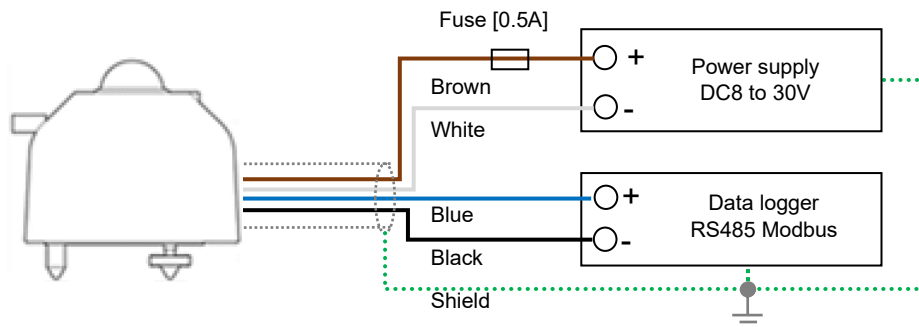 Fuse [0.5A]
+
Power supply
DC8 to 30V
Brown
-
White
+
Data logger
RS485 Modbus
Blue
-
Black
Shield